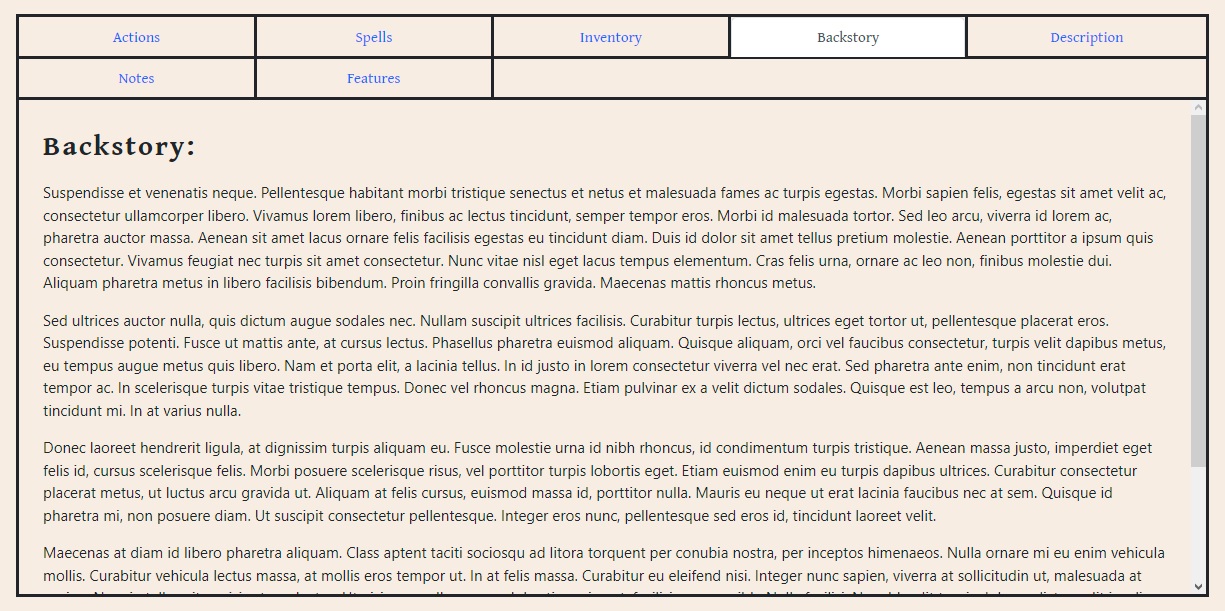 Actions Spells Inventory Backstory Description
Notes Features
Backstory:
Suspendisse et venenatis neque. Pellentesque habitant morbi tristique senectus et netus et malesuada fames ac turpis egestas. Morbi sapien felis, egestas sit amet velit ac,
consectetur ullamcorper libero. Vivamus lorem libero, finibus ac lectus tincidunt, semper tempor eros. Morbi id malesuada tortor. Sed leo arcu, viverra id lorem ac,
pharetra auctor massa. Aenean sit amet lacus ornare felis facilisis egestas eu tincidunt diam. Duis id dolor sit amet tellus pretium molestie. Aenean porttitor a ipsum quis
consectetur. Vivamus feugiat nec turpis sit amet consectetur. Nunc vitae nisl eget lacus tempus elementum. Cras felis urna, ornare ac leo non, finibus molestie dui.
Aliquam pharetra metus in libero facilisis bibendum. Proin fringilla convallis gravida. Maecenas mattis rhoncus metus.
Sed ultrices auctor nulla, quis dictum augue sodales nec. Nullam suscipit ultrices facilisis. Curabitur turpis lectus, ultrices eget tortor ut, pellentesque placerat eros.
Suspendisse potenti. Fusce ut mattis ante, at cursus lectus. Phasellus pharetra euismod aliquam. Quisque aliquam, orci vel faucibus consectetur, turpis velit dapibus metus,
eu tempus augue metus quis libero. Nam et porta elit, a lacinia tellus. In id justo in lorem consectetur viverra vel nec erat. Sed pharetra ante enim, non tincidunt erat
tempor ac. In scelerisque turpis vitae tristique tempus. Donec vel rhoncus magna. Etiam pulvinar ex a velit dictum sodales. Quisque est leo, tempus a arcu non, volutpat
tincidunt mi. In at varius nulla.
Donec laoreet hendrerit ligula, at dignissim turpis aliquam eu. Fusce molestie urna id nibh rhoncus, id condimentum turpis tristique. Aenean massa justo, imperdiet eget
felis id, cursus scelerisque felis. Morbi posuere scelerisque risus, vel porttitor turpis lobortis eget. Etiam euismod enim eu turpis dapibus ultrices. Curabitur consectetur
placerat metus, ut luctus arcu gravida ut. Aliquam at felis cursus, euismod massa id, porttitor nulla. Mauris eu neque ut erat lacinia faucibus nec at sem. Quisque id
pharetra mi, non posuere diam. Ut suscipit consectetur pellentesque. Integer eros nunc, pellentesque sed eros id, tincidunt laoreet velit.
Maecenas at diam id libero pharetra aliquam. Class aptent taciti sociosqu ad litora torquent per conubia nostra, per inceptos himenaeos. Nulla ornare mi eu enim vehicula
mollis. Curabitur vehicula lectus massa, at mollis eros tempor ut. In at felis massa. Curabitur eu eleifend nisi. Integer nunc sapien, viverra at sollicitudin ut, malesuada at